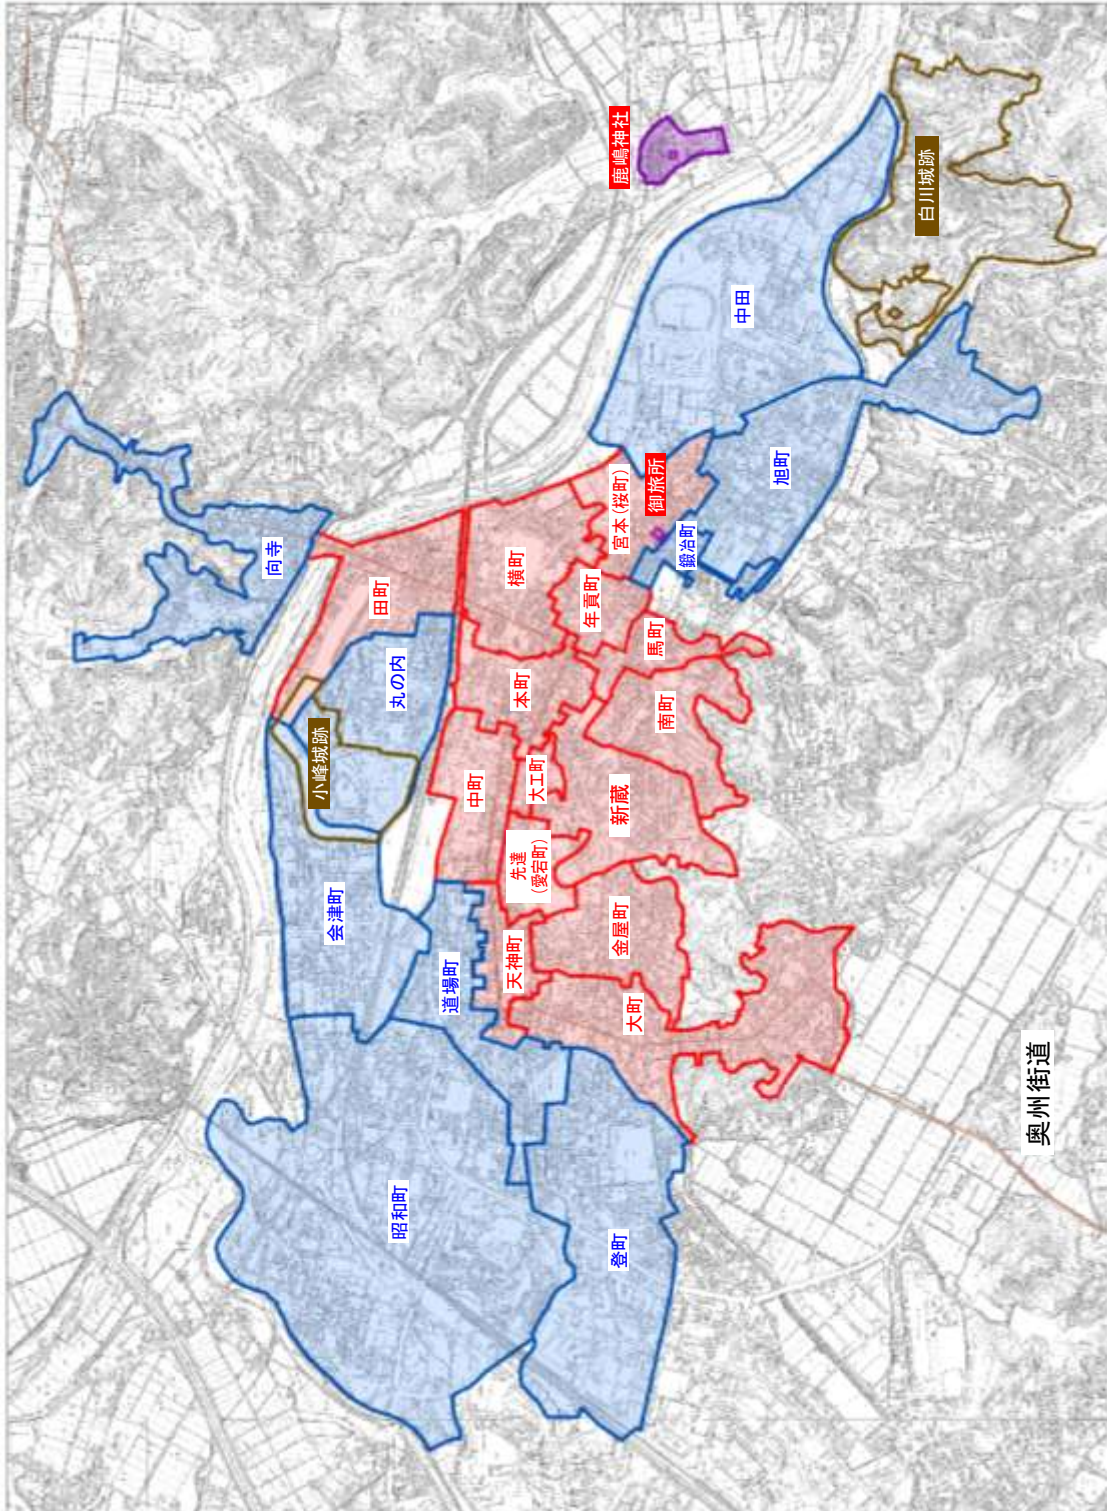 鹿嶋神社
白川城跡
中田
旭町
御旅所
宮本(桜町)
鍛冶町
向寺
田町
横町
年貢町
馬町
丸の内
本町
南町
小峰城跡
中町
大工町
新蔵
先達
(愛宕町)
会津町
天神町
金屋町
道場町
大町
奥州街道
昭和町
登町